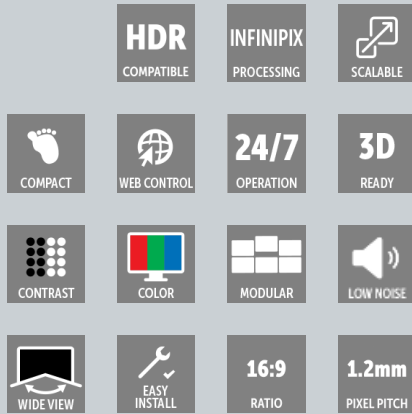 HDR
COMPATIBLE
INFINIPIX
PROCESSING
SCALABLE
COMPACT
WEB CONTROL
24/7
OPERATION
3D
READY
CONTRAST
COLOR
MODULAR
LOW NOISE
WIDE VIEW
EASY
INSTALL
16:9
RATIO
1.2mm
PIXEL PITCH